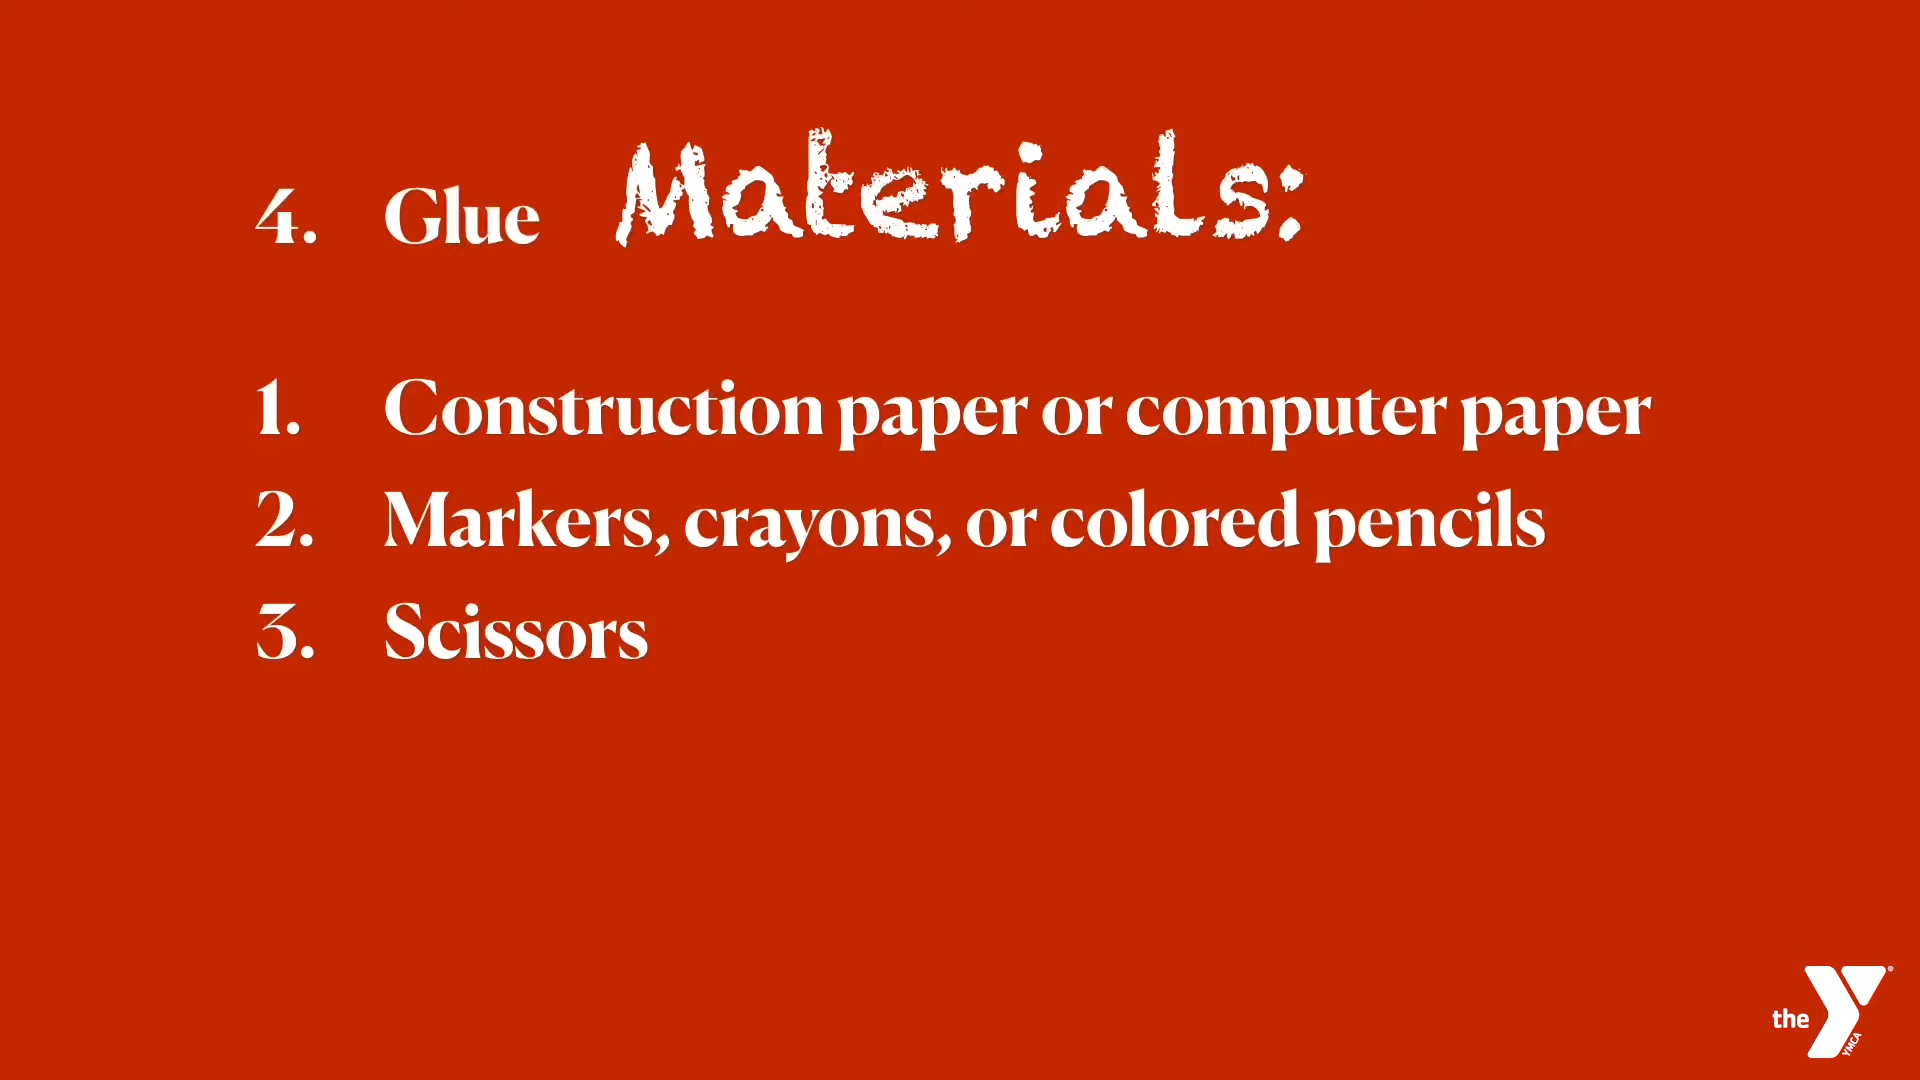 4. Glue Materials:
1. Construction paper or computer paper
2. Markers, crayons, or colored pencils
3. Scissors
the Y YMCA ®